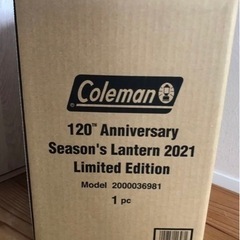 Coleman
120TH Anniversary
Season's Lantern 2021
Limited Edition
Model 2000036981
1 pc